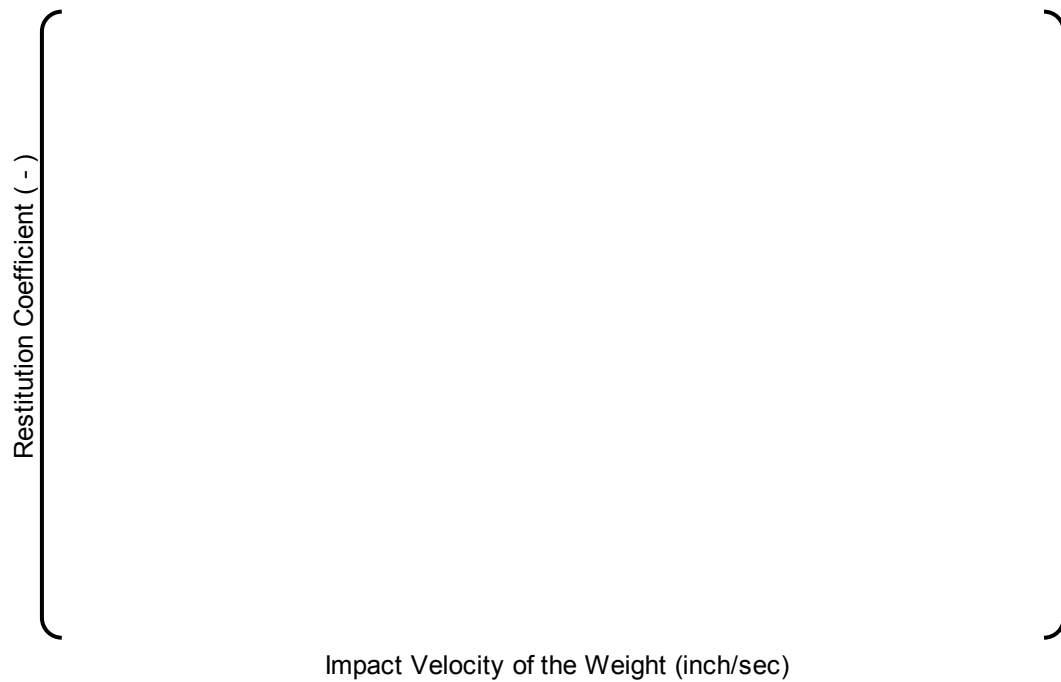 Restitution Coefficient ( - )
Impact Velocity of the Weight (inch/sec)